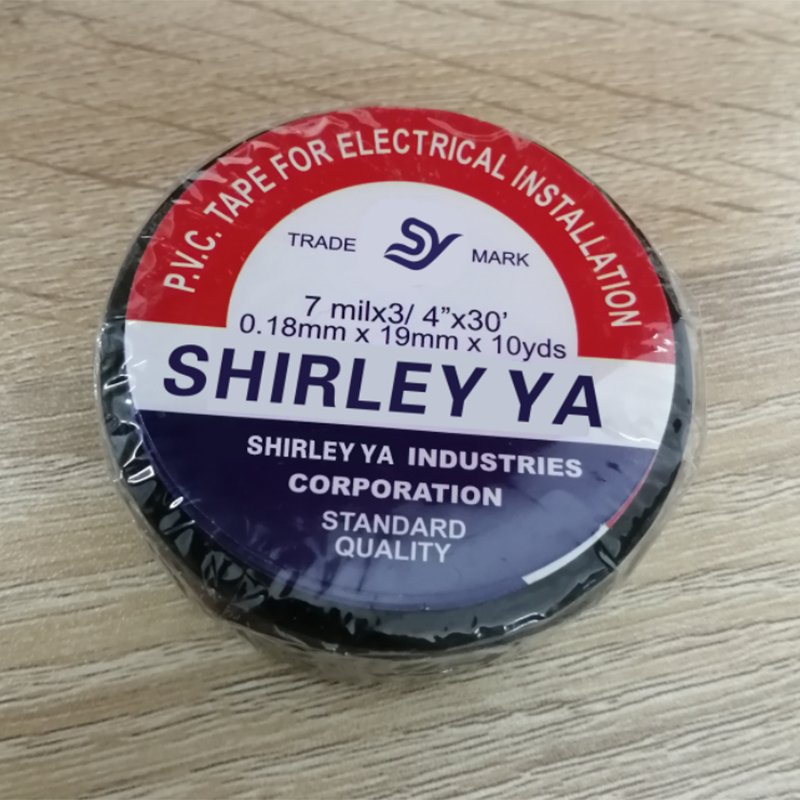 P.V.C. TAPE FOR ELECTRICAL INSTALLATION
TRADE SY MARK
7 milx3/ 4"x30'
0.18mm x 19mm x 10yds
SHIRLEY YA
SHIRLEY YA INDUSTRIES
CORPORATION
STANDARD
QUALITY